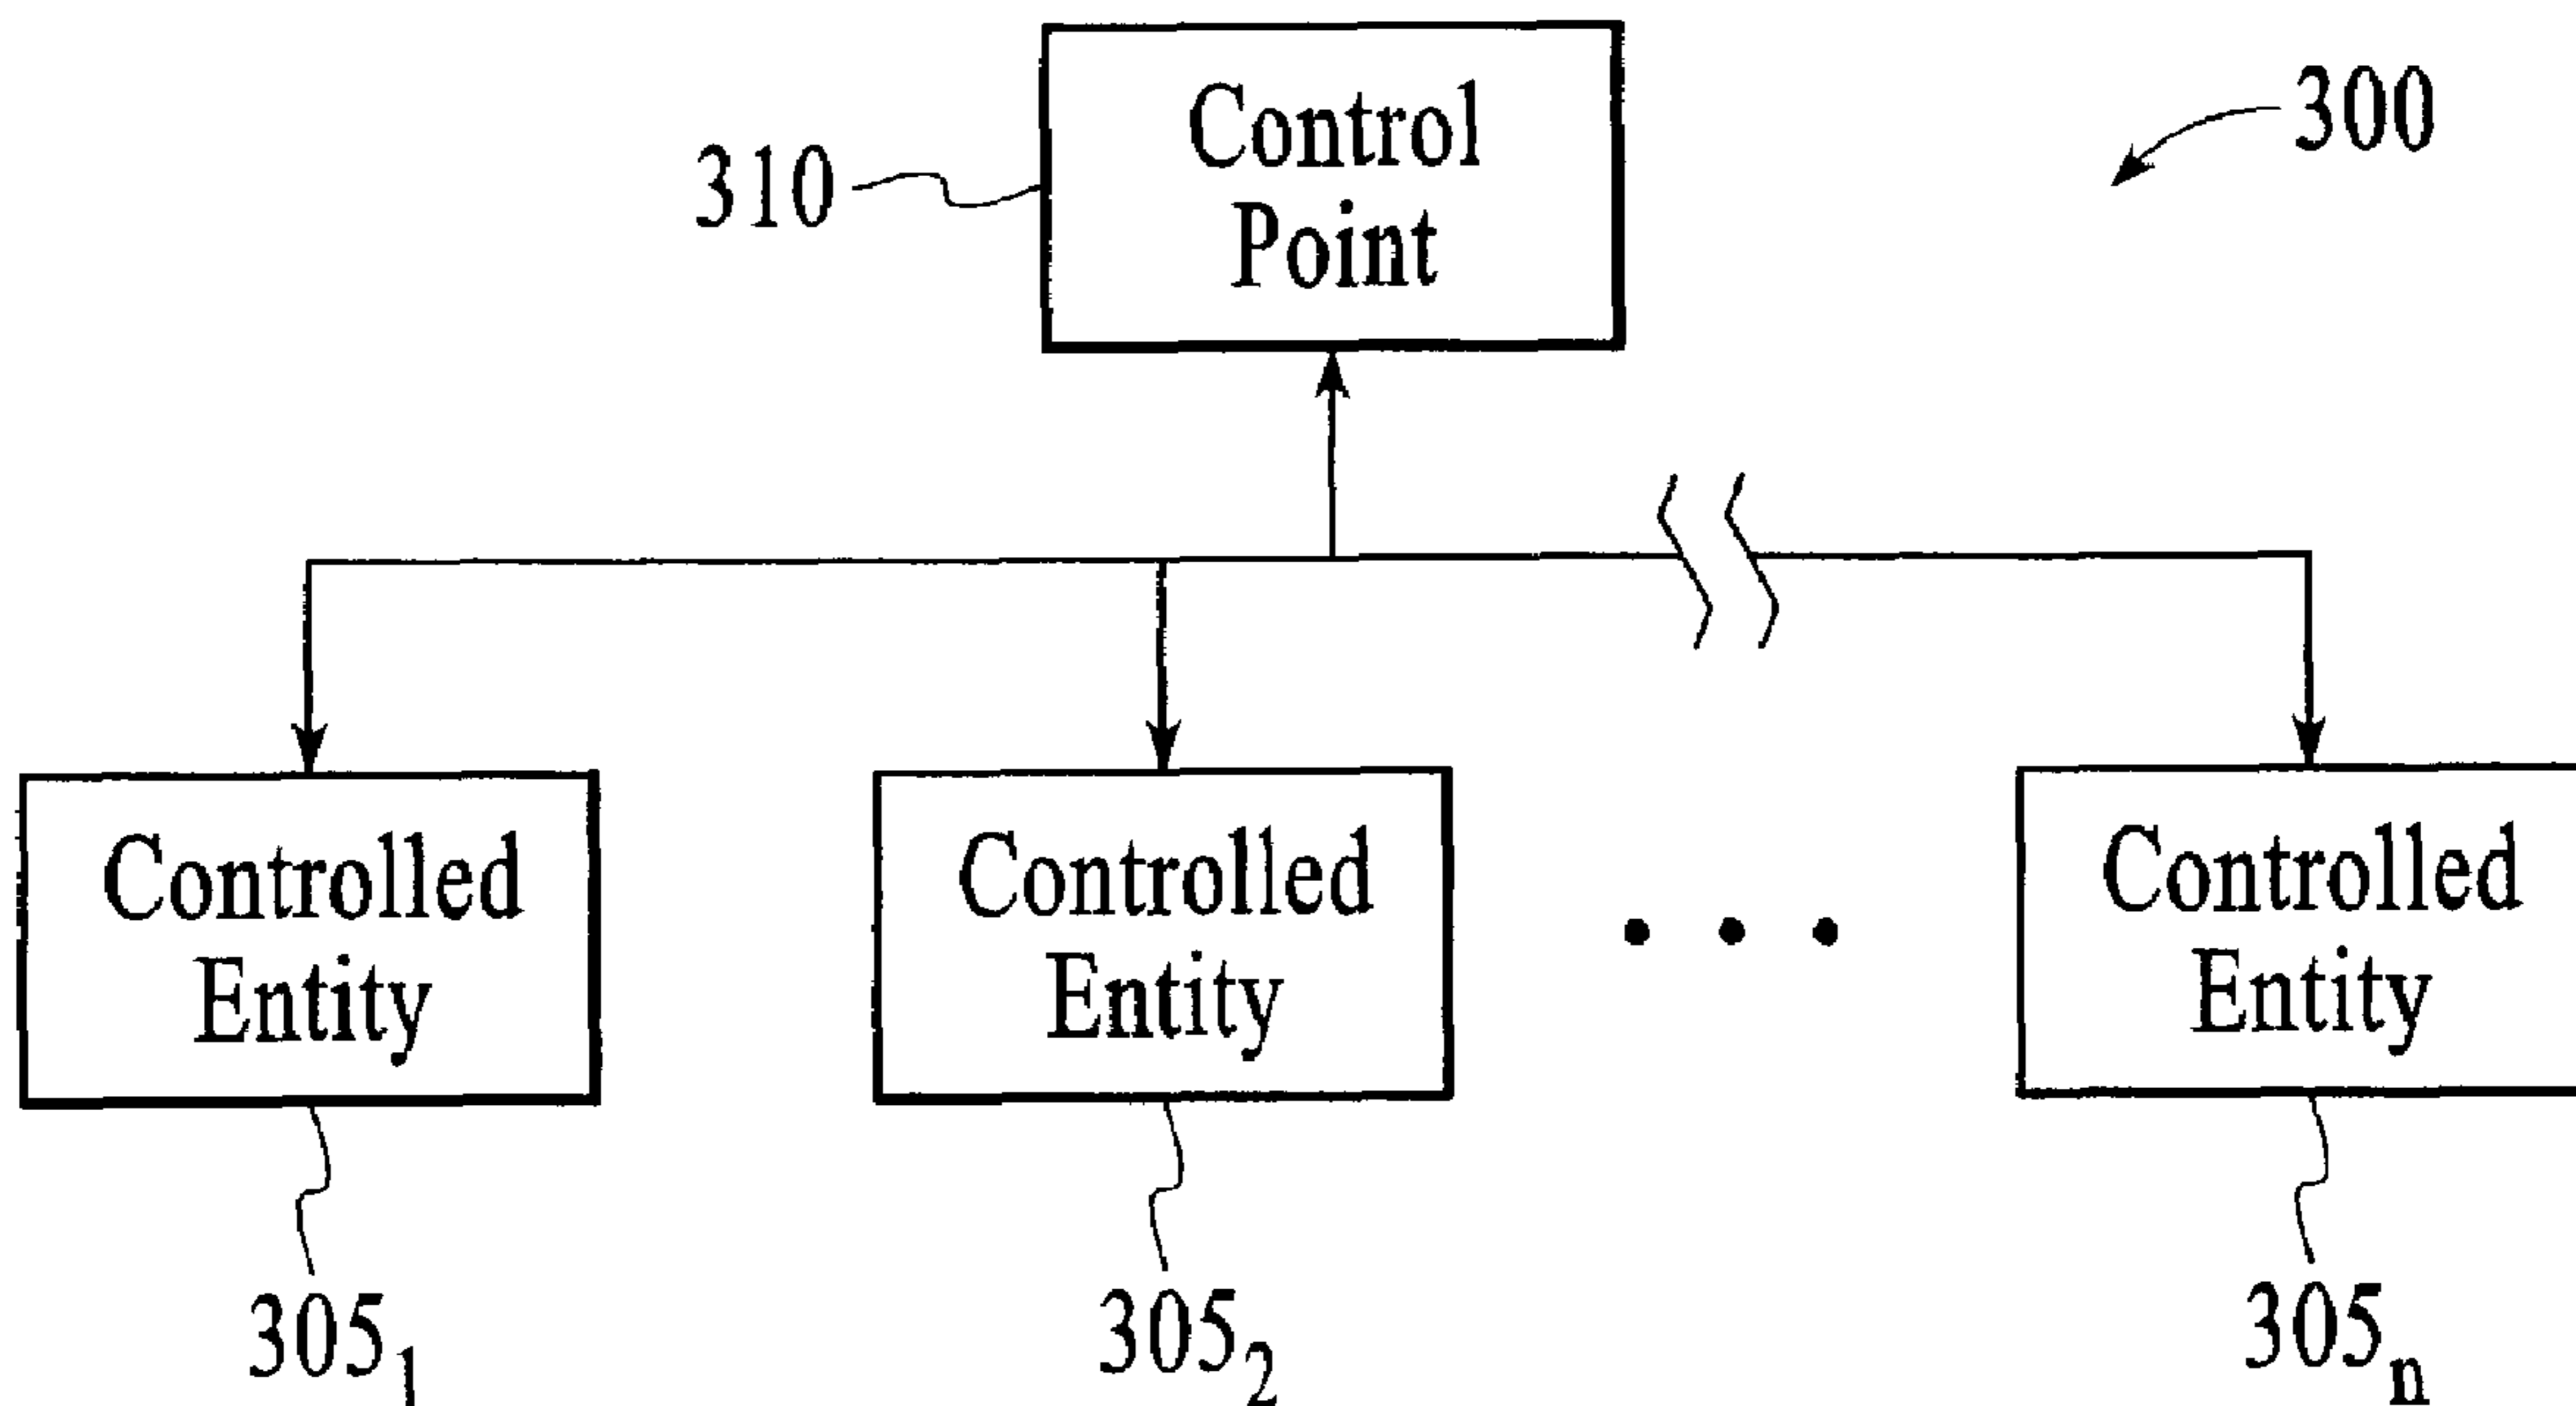 Control
Point
310
300
Controlled
Entity
Controlled
Entity
Controlled
Entity
305₁
305₂
305ₙ